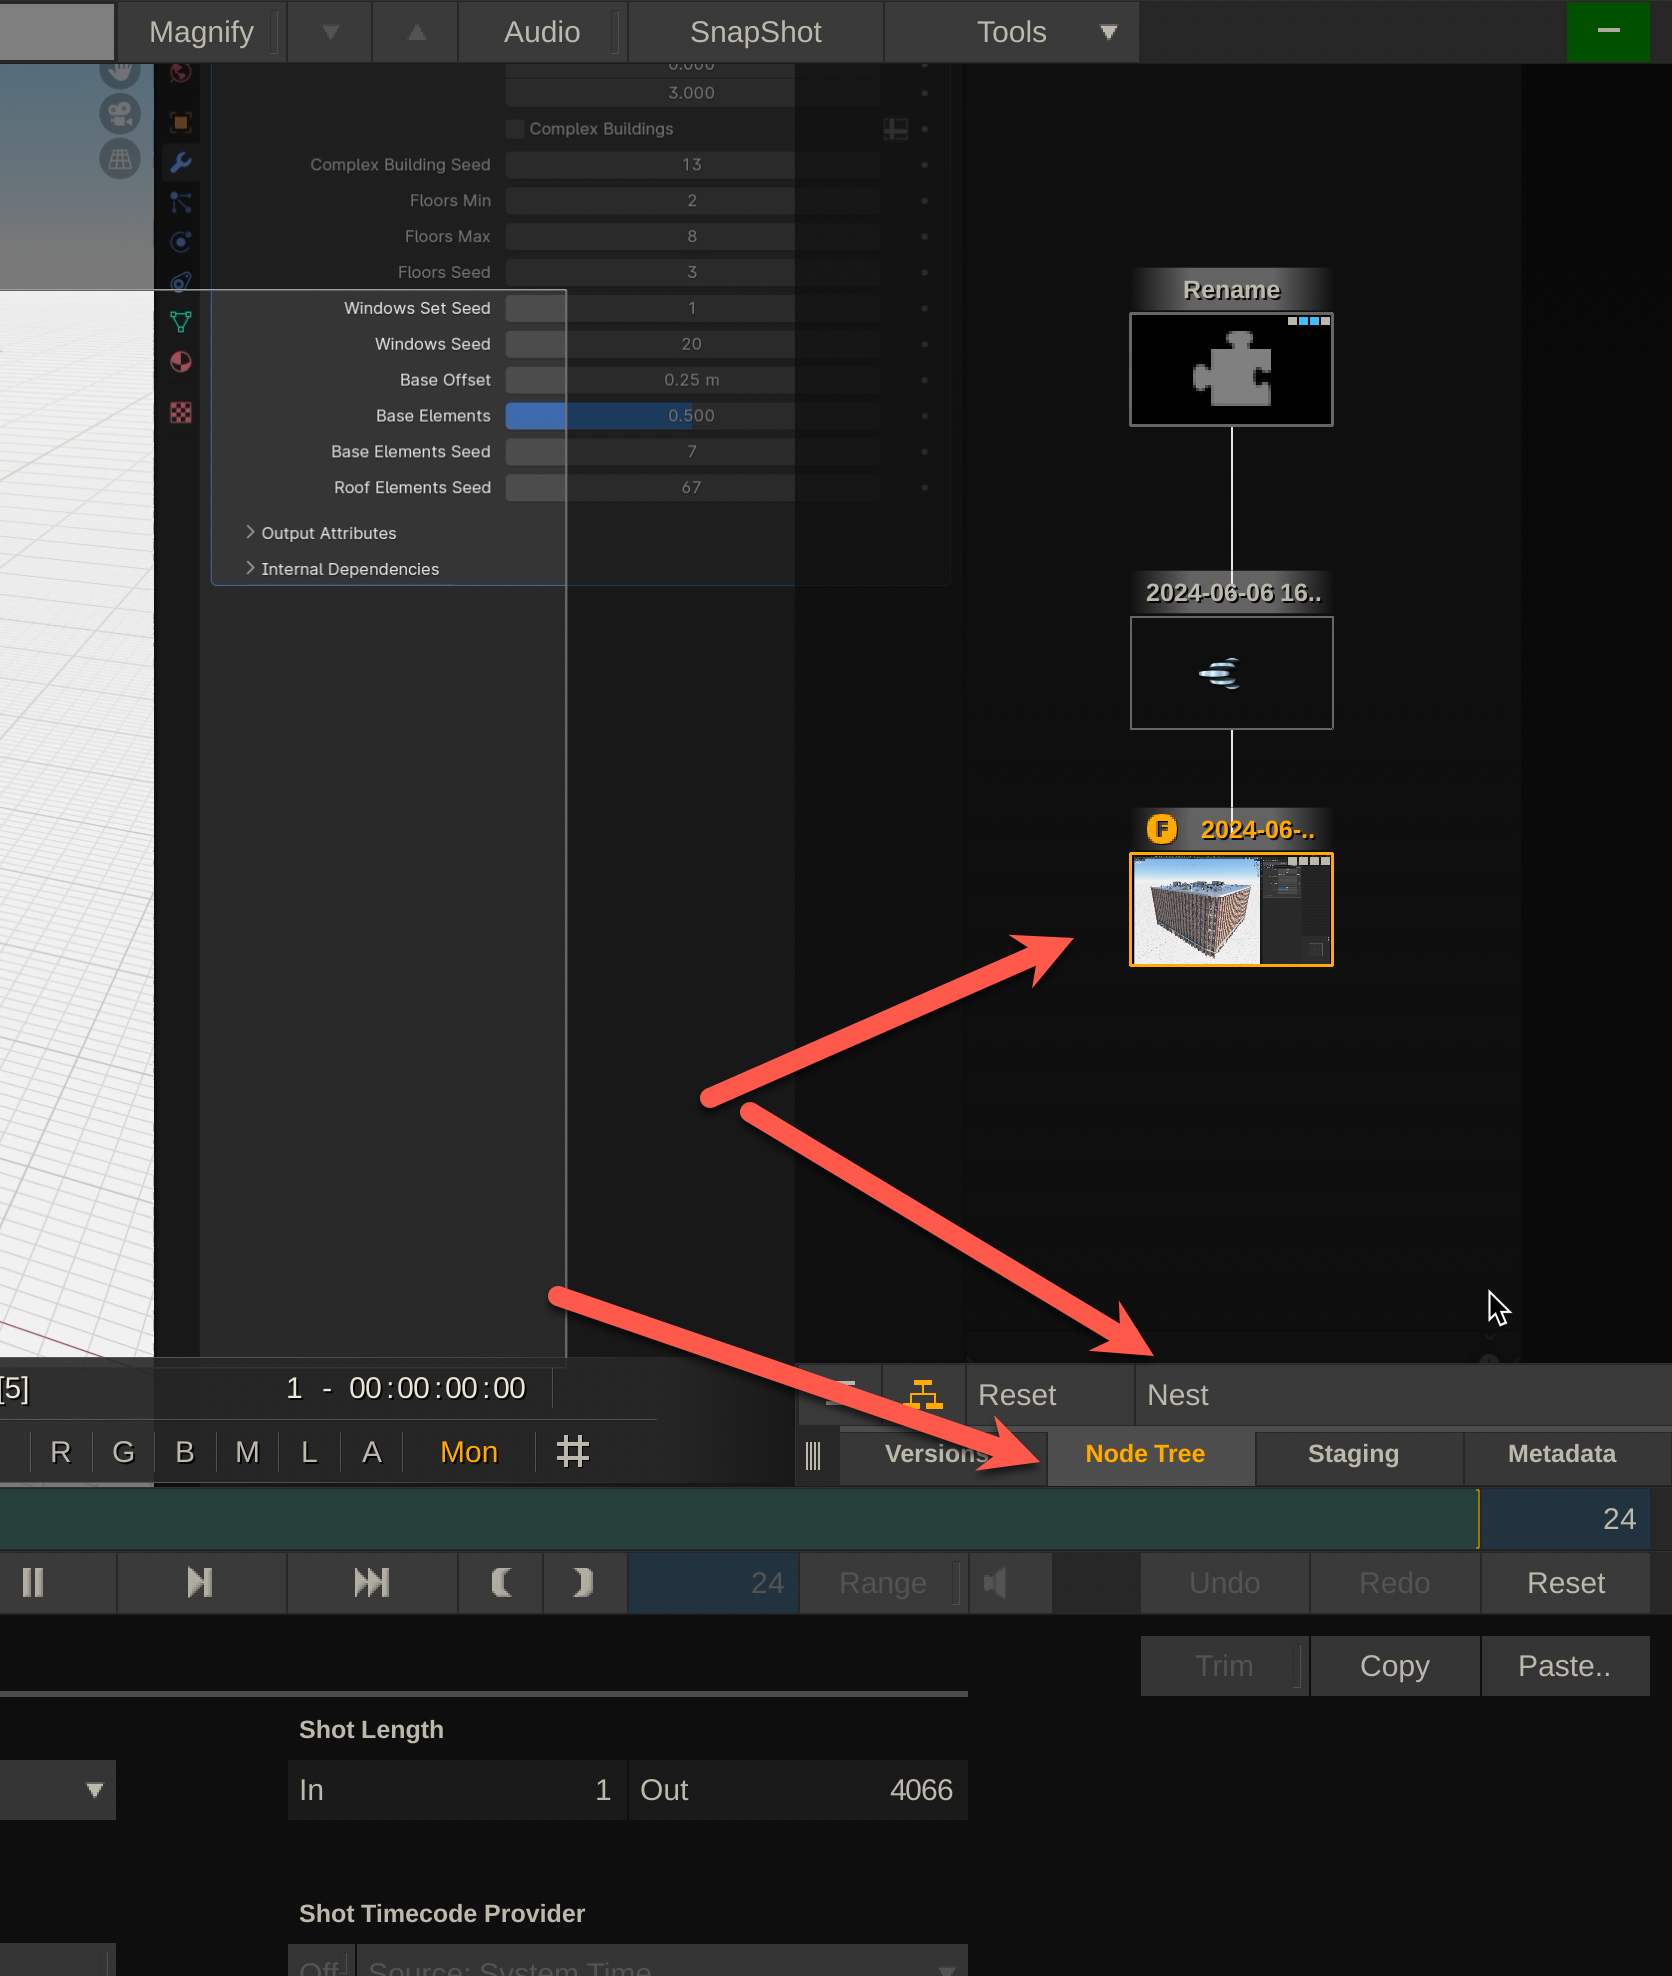 Magnify
Audio
SnapShot
Tools
0.000
3.000
Complex Buildings
Complex Building Seed 13
Floors Min 2
Floors Max 8
Floors Seed 3
Windows Set Seed 1
Windows Seed 20
Base Offset 0.25 m
Base Elements 0.500
Base Elements Seed 7
Roof Elements Seed 67
Output Attributes
Internal Dependencies
Rename
2024-06-06 16..
F 2024-06-..
[5] 1 - 00:00:00:00
Reset Nest
R G B M L A Mon #
Versions Node Tree Staging Metadata
24
24 Range Undo Redo Reset
Trim Copy Paste..
Shot Length
In 1 Out 4066
Shot Timecode Provider
Off Source: System Time